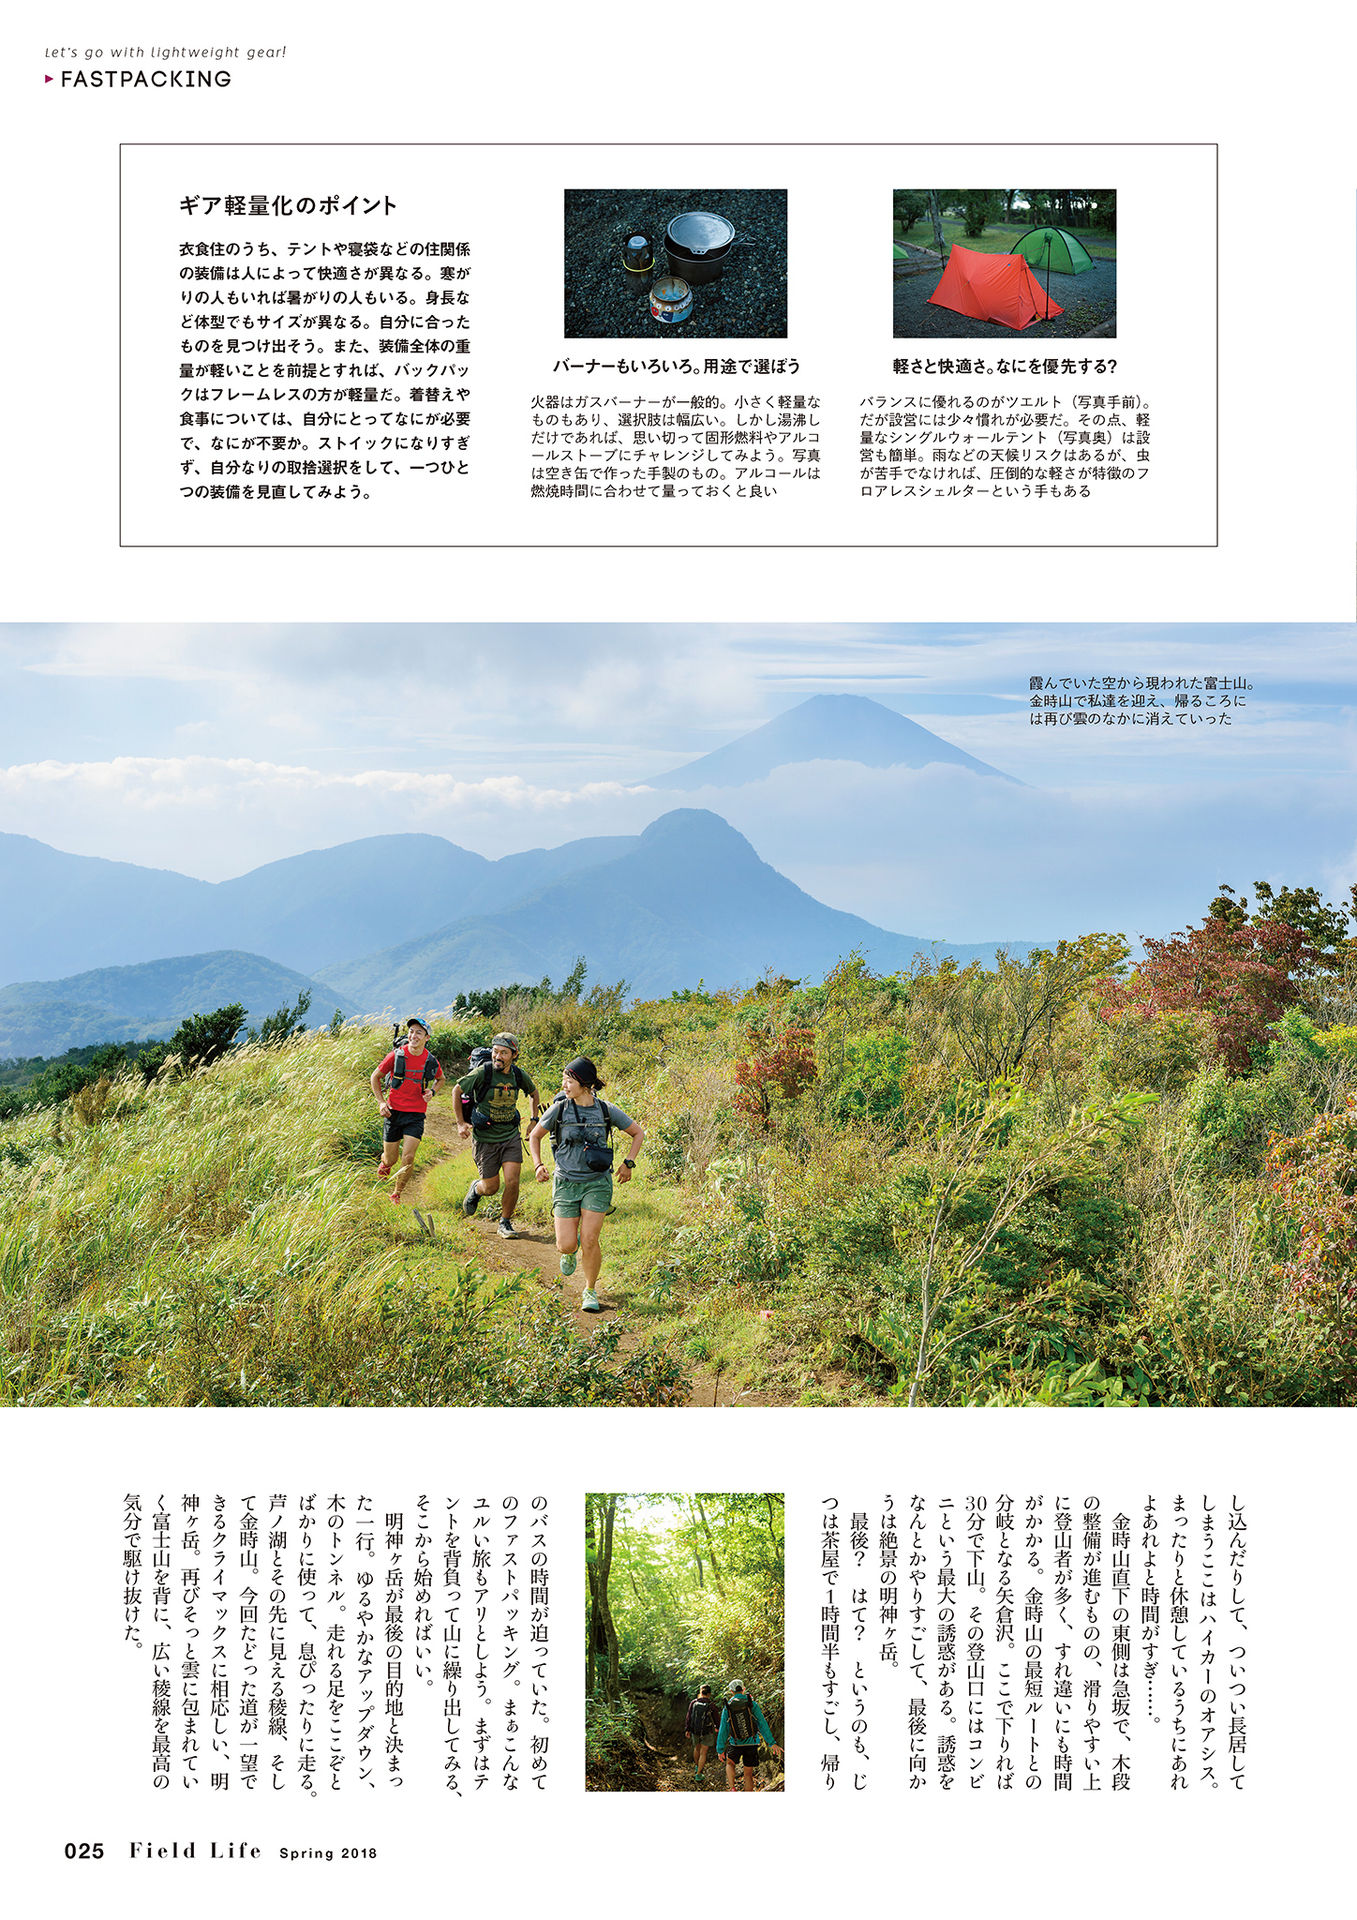 Let's go with lightweight gear!
▶ FASTPACKING
ギア軽量化のポイント
衣食住のうち、テントや寝袋などの住関係
の装備は人によって快適さが異なる。寒が
りの人もいれば暑がりの人もいる。身長な
ど体型でもサイズが異なる。自分に合った
ものを見つけ出そう。また、装備全体の重
量が軽いことを前提とすれば、バックパッ
クはフレームレスの方が軽量だ。着替えや
食事については、自分にとってなにが必要
で、なにが不要か。ストイックになりすぎ
ず、自分なりの取捨選択をして、一つひと
つの装備を見直してみよう。
バーナーもいろいろ。用途で選ぼう
火器はガスバーナーが一般的。小さく軽量な
ものもあり、選択肢は幅広い。しかし湯沸し
だけであれば、思い切って固形燃料やアルコ
ールストーブにチャレンジしてみよう。写真
は空き缶で作った手製のもの。アルコールは
燃焼時間に合わせて量っておくと良い
軽さと快適さ。なにを優先する?
バランスに優れるのがツエルト（写真手前）。
だが設営には少々慣れが必要だ。その点、軽
量なシングルウォールテント（写真奥）は設
営も簡単。雨などの天候リスクはあるが、虫
が苦手でなければ、圧倒的な軽さが特徴のフ
ロアレスシェルターという手もある
霞んでいた空から現われた富士山。
金時山で私達を迎え、帰るころに
は再び雲のなかに消えていった
し込んだりして、ついつい長居して
しまうここはハイカーのオアシス。
まったりと休憩しているうちにあれ
よあれよと時間がすぎ……。
金時山直下の東側は急坂で、木段
の整備が進むものの、滑りやすい上
に登山者が多く、すれ違いにも時間
がかかる。金時山の最短ルートとの
分岐となる矢倉沢。ここで下りれば
30分で下山。その登山口にはコンビ
ニという最大の誘惑がある。誘惑を
なんとかやりすごして、最後に向か
うは絶景の明神ヶ岳。
最後？　はて？　というのも、じ
つは茶屋で1時間半もすごし、帰り
のバスの時間が迫っていた。初めて
のファストパッキング。まぁこんな
ユルい旅もアリとしよう。まずはテ
ントを背負って山に繰り出してみる、
そこから始めればいい。
明神ヶ岳が最後の目的地と決まっ
た一行。ゆるやかなアップダウン、
木のトンネル。走れる足をここぞと
ばかりに使って、息ぴったりに走る。
芦ノ湖とその先に見える稜線、そし
て金時山。今回たどった道が一望で
きるクライマックスに相応しい、明
神ヶ岳。再びそっと雲に包まれてい
く富士山を背に、広い稜線を最高の
気分で駆け抜けた。
025 Field Life Spring 2018